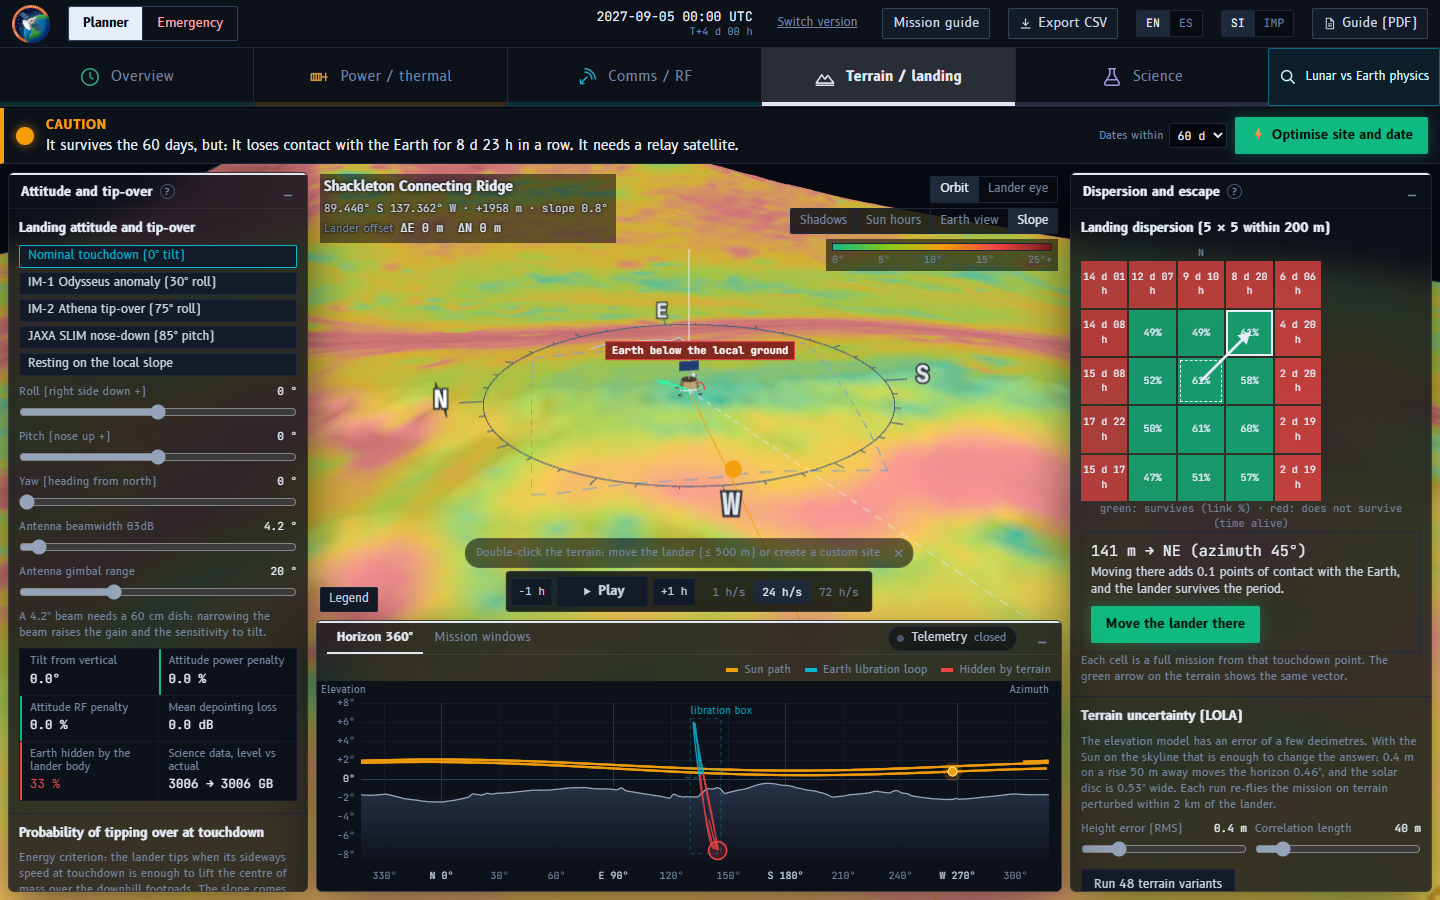 Planner
Emergency
2027-09-05 00:00 UTC
T+4 d 00 h
Switch version
Mission guide
Export CSV
EN ES
SI IMP
Guide (PDF)
Overview
Power / thermal
Comms / RF
Terrain / landing
Science
Lunar vs Earth physics
CAUTION
It survives the 60 days, but: It loses contact with the Earth for 8 d 23 h in a row. It needs a relay satellite.
Dates within 60 d
Optimise site and date
Attitude and tip-over ?
Landing attitude and tip-over
Nominal touchdown (0° tilt)
IM-1 Odysseus anomaly (30° roll)
IM-2 Athena tip-over (75° roll)
JAXA SLIM nose-down (85° pitch)
Resting on the local slope
Roll (right side down +) 0 °
Pitch (nose up +) 0 °
Yaw (heading from north) 0 °
Antenna beamwidth θ3dB 4.2 °
Antenna gimbal range 20 °
A 4.2° beam needs a 60 cm dish: narrowing the
beam raises the gain and the sensitivity to tilt.
Tilt from vertical
0.0°
Attitude power penalty
0.0 %
Attitude RF penalty
0.0 %
Mean depointing loss
0.0 dB
Earth hidden by the
lander body
33 %
Science data, level vs
actual
3006 → 3006 GB
Probability of tipping over at touchdown
Energy criterion: the lander tips when its sideways
speed at touchdown is enough to lift the centre of
mass over the downhill footpads. The slope comes
Shackleton Connecting Ridge
89.440° S 137.362° W · +1958 m · slope 0.8°
Lander offset ΔE 0 m ΔN 0 m
Orbit
Lander eye
Shadows
Sun hours
Earth view
Slope
0° 5° 10° 15° 25°+
E
N
S
W
Earth below the local ground
Double-click the terrain: move the lander (≤ 500 m) or create a custom site ×
Legend
-1 h
Play
+1 h
1 h/s
24 h/s
72 h/s
Horizon 360°
Mission windows
Telemetry closed
Sun path
Earth libration loop
Hidden by terrain
Elevation
Azimuth
libration box
+8°
+6°
+4°
+2°
0°
-2°
-4°
-6°
-8°
330° N 0° 30° 60° E 90° 120° 150° S 180° 210° 240° W 270° 300°
Dispersion and escape ?
Landing dispersion (5 × 5 within 200 m)
N
14 d 01 h
12 d 07 h
9 d 10 h
8 d 20 h
6 d 06 h
14 d 08 h
49%
49%
4 d 20 h
15 d 08 h
52%
61%
58%
2 d 20 h
17 d 22 h
50%
61%
60%
2 d 19 h
15 d 17 h
47%
51%
57%
2 d 19 h
green: survives (link %) · red: does not survive
(time alive)
141 m → NE (azimuth 45°)
Moving there adds 0.1 points of contact with the Earth,
and the lander survives the period.
Move the lander there
Each cell is a full mission from that touchdown point. The
green arrow on the terrain shows the same vector.
Terrain uncertainty (LOLA)
The elevation model has an error of a few decimetres. With the
Sun on the skyline that is enough to change the answer: 0.4 m
on a rise 50 m away moves the horizon 0.46°, and the solar
disc is 0.53° wide. Each run re-flies the mission on terrain
perturbed within 2 km of the lander.
Height error (RMS) 0.4 m
Correlation length 40 m
Run 48 terrain variants